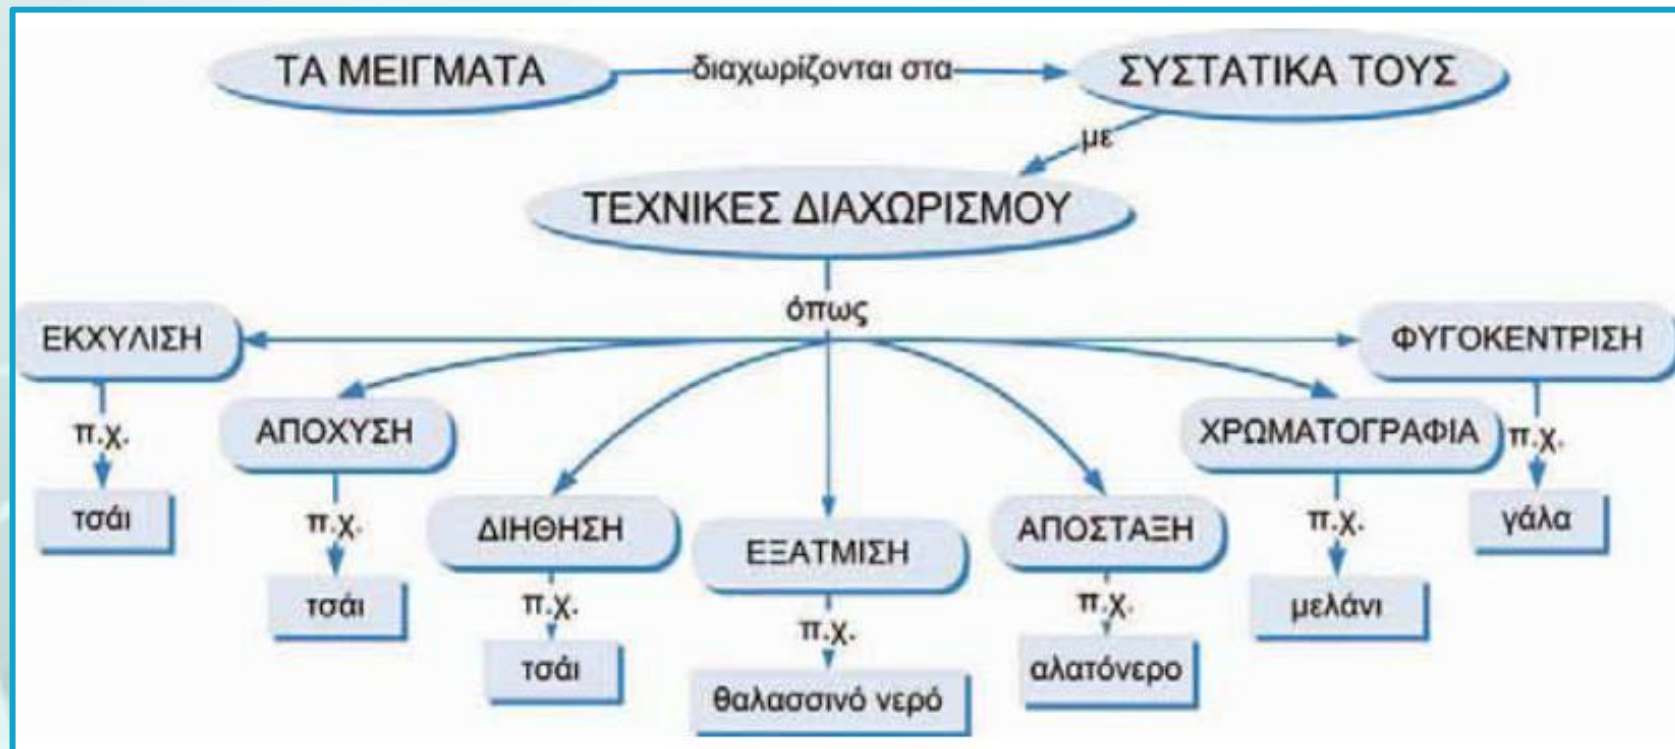 ΤΑ ΜΕΙΓΜΑΤΑ
διαχωρίζονται στα
ΣΥΣΤΑΤΙΚΑ ΤΟΥΣ
με
ΤΕΧΝΙΚΕΣ ΔΙΑΧΩΡΙΣΜΟΥ
όπως
ΕΚΧΥΛΙΣΗ
π.χ.
τσάι
ΑΠΟΧΥΣΗ
π.χ.
τσάι
ΔΙΗΘΗΣΗ
π.χ.
τσάι
ΕΞΑΤΜΙΣΗ
π.χ.
θαλασσινό νερό
ΑΠΟΣΤΑΞΗ
π.χ.
αλατόνερο
ΧΡΩΜΑΤΟΓΡΑΦΙΑ
π.χ.
μελάνι
ΦΥΓΟΚΕΝΤΡΙΣΗ
π.χ.
γάλα